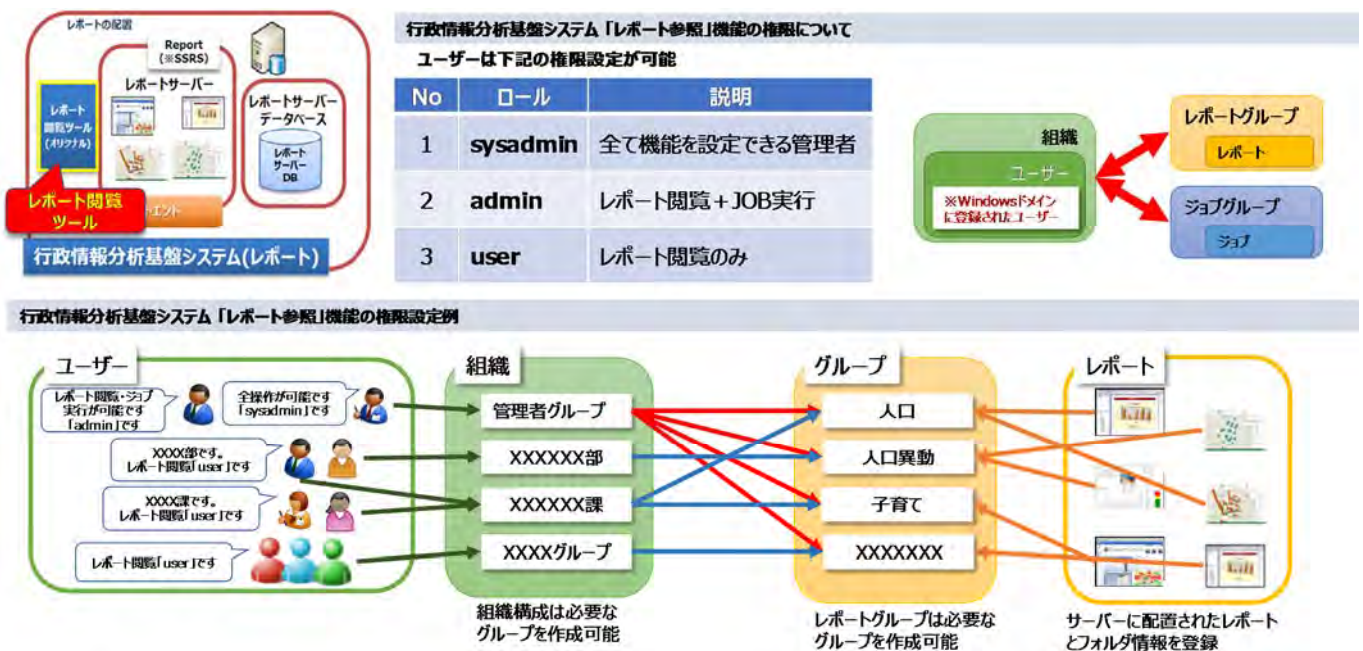 レポートの配置
Report
(※SSRS)
レポートサーバー
レポート
閲覧ツール
(オリジナル)
レポートサーバー
データベース
レポート
サーバー
DB
レポート閲覧
ツール
行政情報分析基盤システム(レポート)
行政情報分析基盤システム「レポート参照」機能の権限について
ユーザーは下記の権限設定が可能
No ロール 説明
1 sysadmin 全て機能を設定できる管理者
2 admin レポート閲覧+JOB実行
3 user レポート閲覧のみ
組織
ユーザー
※Windowsドメイン
に登録されたユーザー
レポートグループ
レポート
ジョブグループ
ジョブ
行政情報分析基盤システム「レポート参照」機能の権限設定例
ユーザー
レポート閲覧・ジョブ
実行が可能です
「admin」です
全操作が可能です
「sysadmin」です
XXXX部です。
レポート閲覧「user」です
XXXX課です。
レポート閲覧「user」です
レポート閲覧「user」です
組織
管理者グループ
XXXXXX部
XXXXXX課
XXXXグループ
組織構成は必要な
グループを作成可能
グループ
人口
人口異動
子育て
XXXXXXX
レポートグループは必要な
グループを作成可能
レポート
サーバーに配置されたレポート
とフォルダ情報を登録